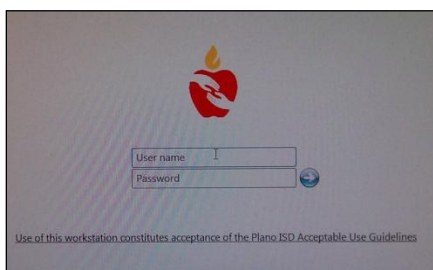 User name
Password
Use of this workstation constitutes acceptance of the Plano ISD Acceptable Use Guidelines